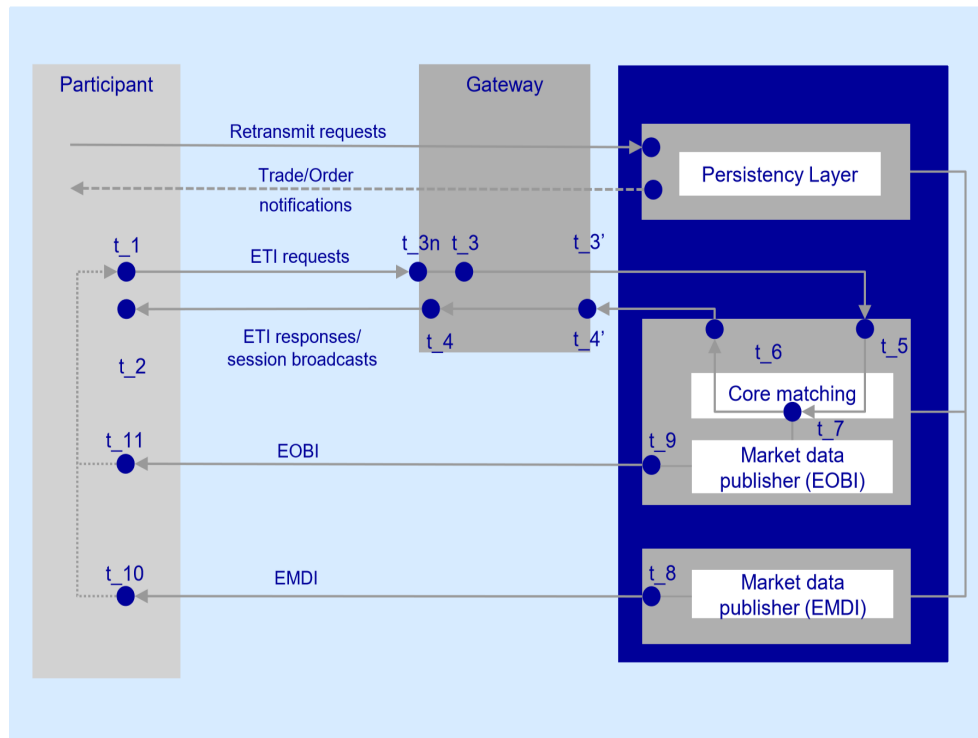 Participant
Gateway
Retransmit requests
Persistency Layer
Trade/Order
notifications
t_1
ETI requests
t_3n
t_3
t_3’
ETI responses/
session broadcasts
t_4
t_4’
t_2
t_6
t_5
Core matching
t_7
t_11
EOBI
t_9
Market data
publisher (EOBI)
t_10
EMDI
t_8
Market data
publisher (EMDI)